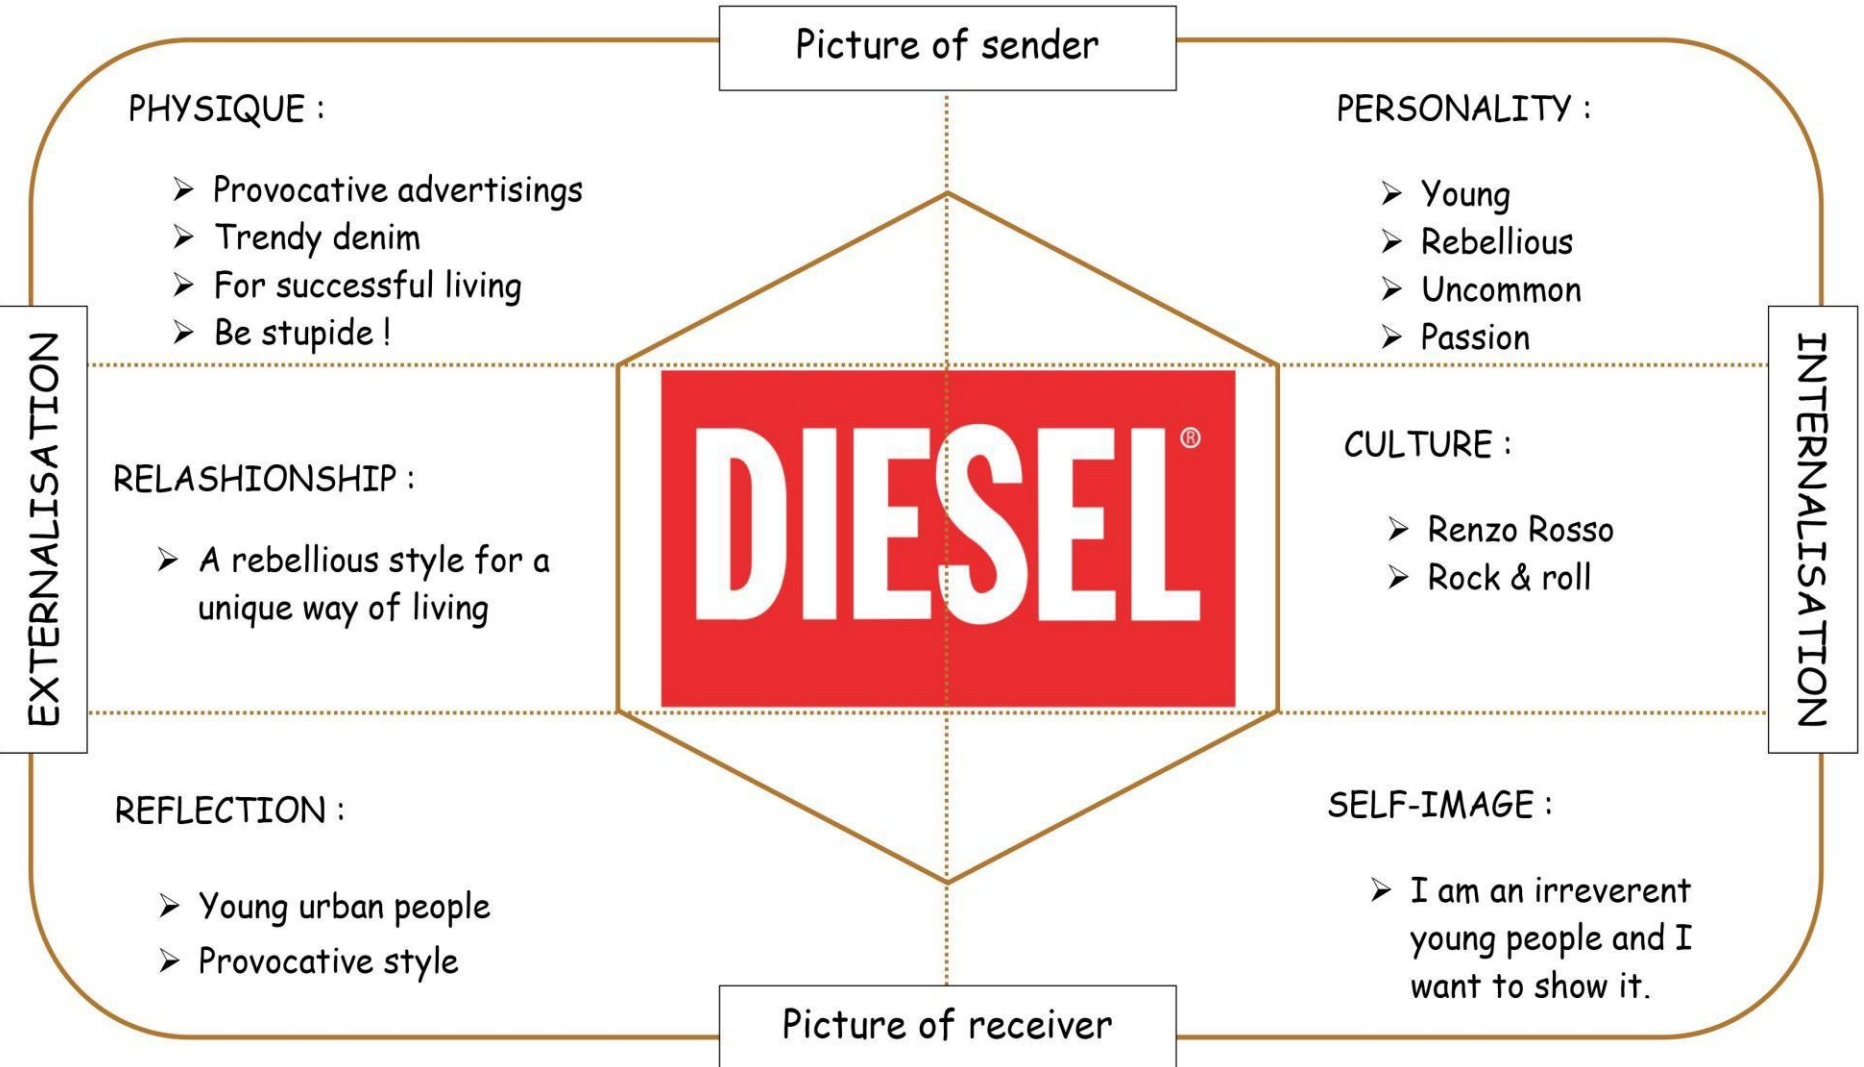 Picture of sender
PHYSIQUE :
➢ Provocative advertisings
➢ Trendy denim
➢ For successful living
➢ Be stupide !
PERSONALITY :
➢ Young
➢ Rebellious
➢ Uncommon
➢ Passion
EXTERNALISATION
RELASHIONSHIP :
➢ A rebellious style for a
unique way of living
DIESEL®
CULTURE :
➢ Renzo Rosso
➢ Rock & roll
INTERNALISATION
REFLECTION :
➢ Young urban people
➢ Provocative style
SELF-IMAGE :
➢ I am an irreverent
young people and I
want to show it.
Picture of receiver